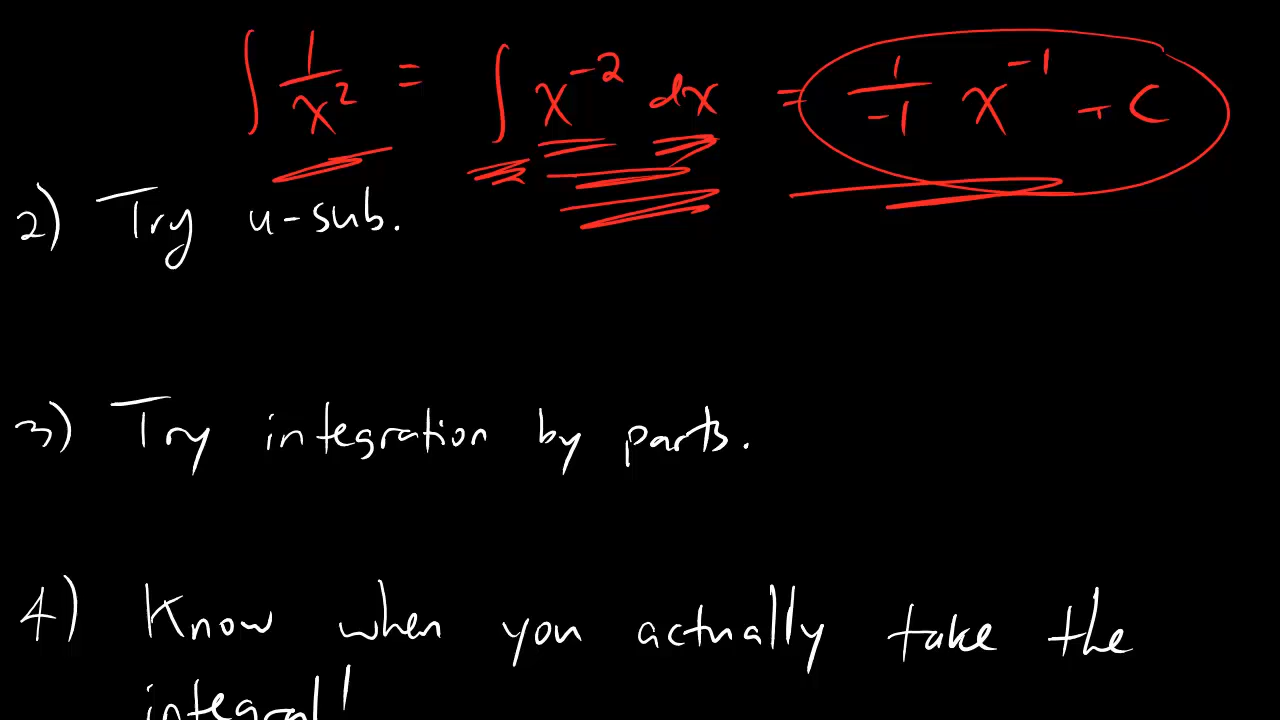 ∫ 1/x² = ∫ x⁻² dx = 1/-1 x⁻¹ + C
2) Try u-sub.
3) Try integration by parts.
4) Know when you actually take the
integral!